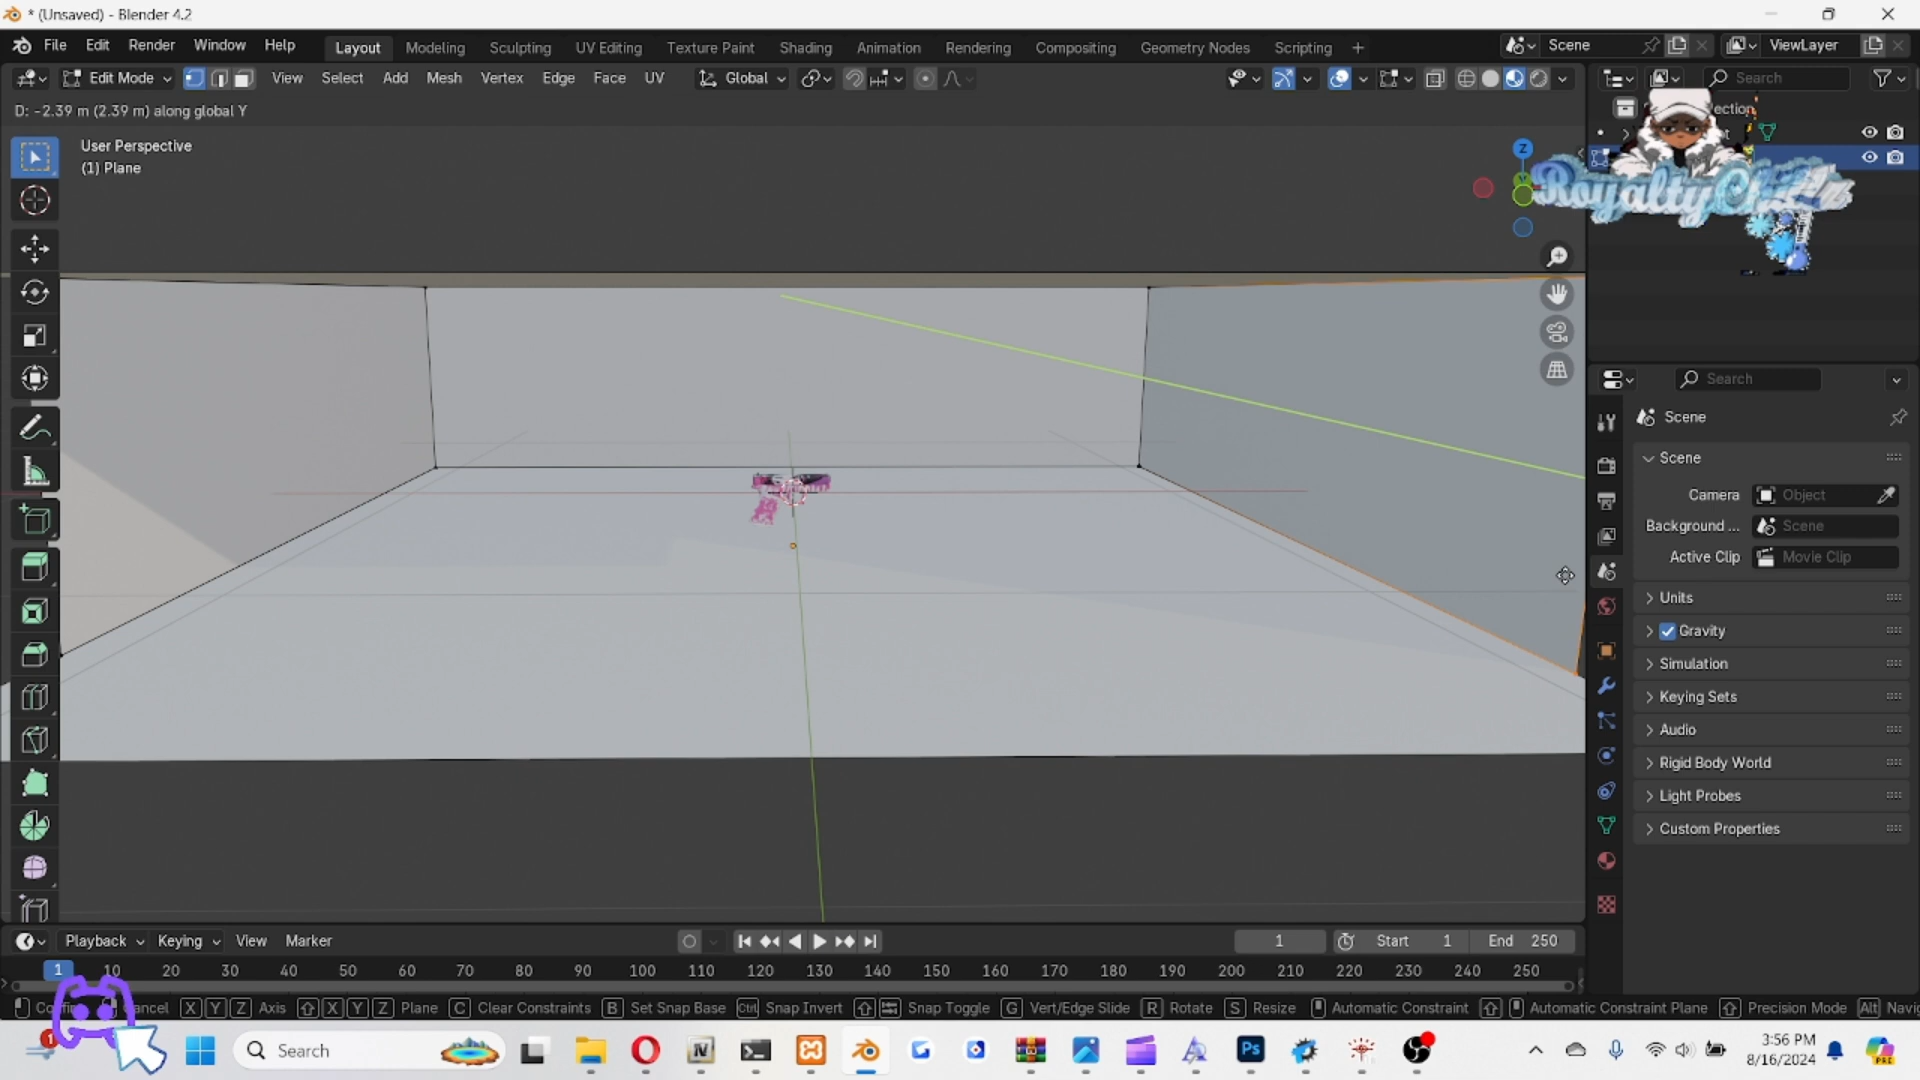 * (Unsaved) - Blender 4.2
File Edit Render Window Help Layout Modeling Sculpting UV Editing Texture Paint Shading Animation Rendering Compositing Geometry Nodes Scripting + Scene ViewLayer
Edit Mode View Select Add Mesh Vertex Edge Face UV Global Search
D: -2.39 m (2.39 m) along global Y
User Perspective
(1) Plane
Z
Search
Scene
Scene
Camera Object
Background ... Scene
Active Clip Movie Clip
Units
Gravity
Simulation
Keying Sets
Audio
Rigid Body World
Light Probes
Custom Properties
Playback Keying View Marker 1 Start 1 End 250
1 10 20 30 40 50 60 70 80 90 100 110 120 130 140 150 160 170 180 190 200 210 220 230 240 250
X Y Z Axis X Y Z Plane C Clear Constraints B Set Snap Base Ctrl Snap Invert Snap Toggle G Vert/Edge Slide R Rotate S Resize Automatic Constraint Automatic Constraint Plane Precision Mode Alt
1 Search Ps 3:56 PM
8/16/2024 PRE